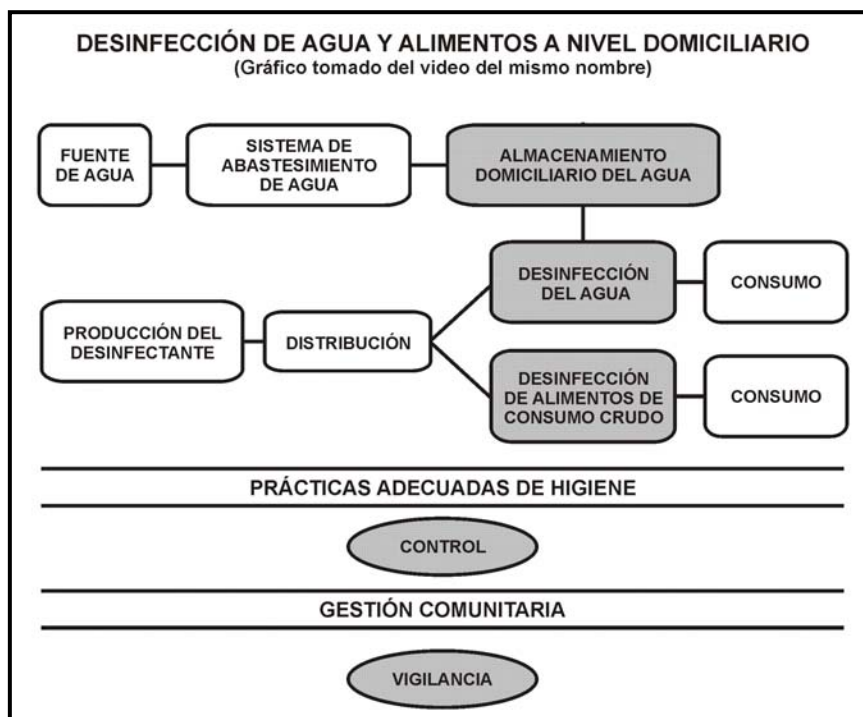 DESINFECCIÓN DE AGUA Y ALIMENTOS A NIVEL DOMICILIARIO
(Gráfico tomado del video del mismo nombre)
FUENTE
DE AGUA
SISTEMA DE
ABASTESIMIENTO
DE AGUA
ALMACENAMIENTO
DOMICILIARIO DEL AGUA
DESINFECCIÓN
DEL AGUA
CONSUMO
PRODUCCIÓN DEL
DESINFECTANTE
DISTRIBUCIÓN
DESINFECCIÓN
DE ALIMENTOS DE
CONSUMO CRUDO
CONSUMO
PRÁCTICAS ADECUADAS DE HIGIENE
CONTROL
GESTIÓN COMUNITARIA
VIGILANCIA